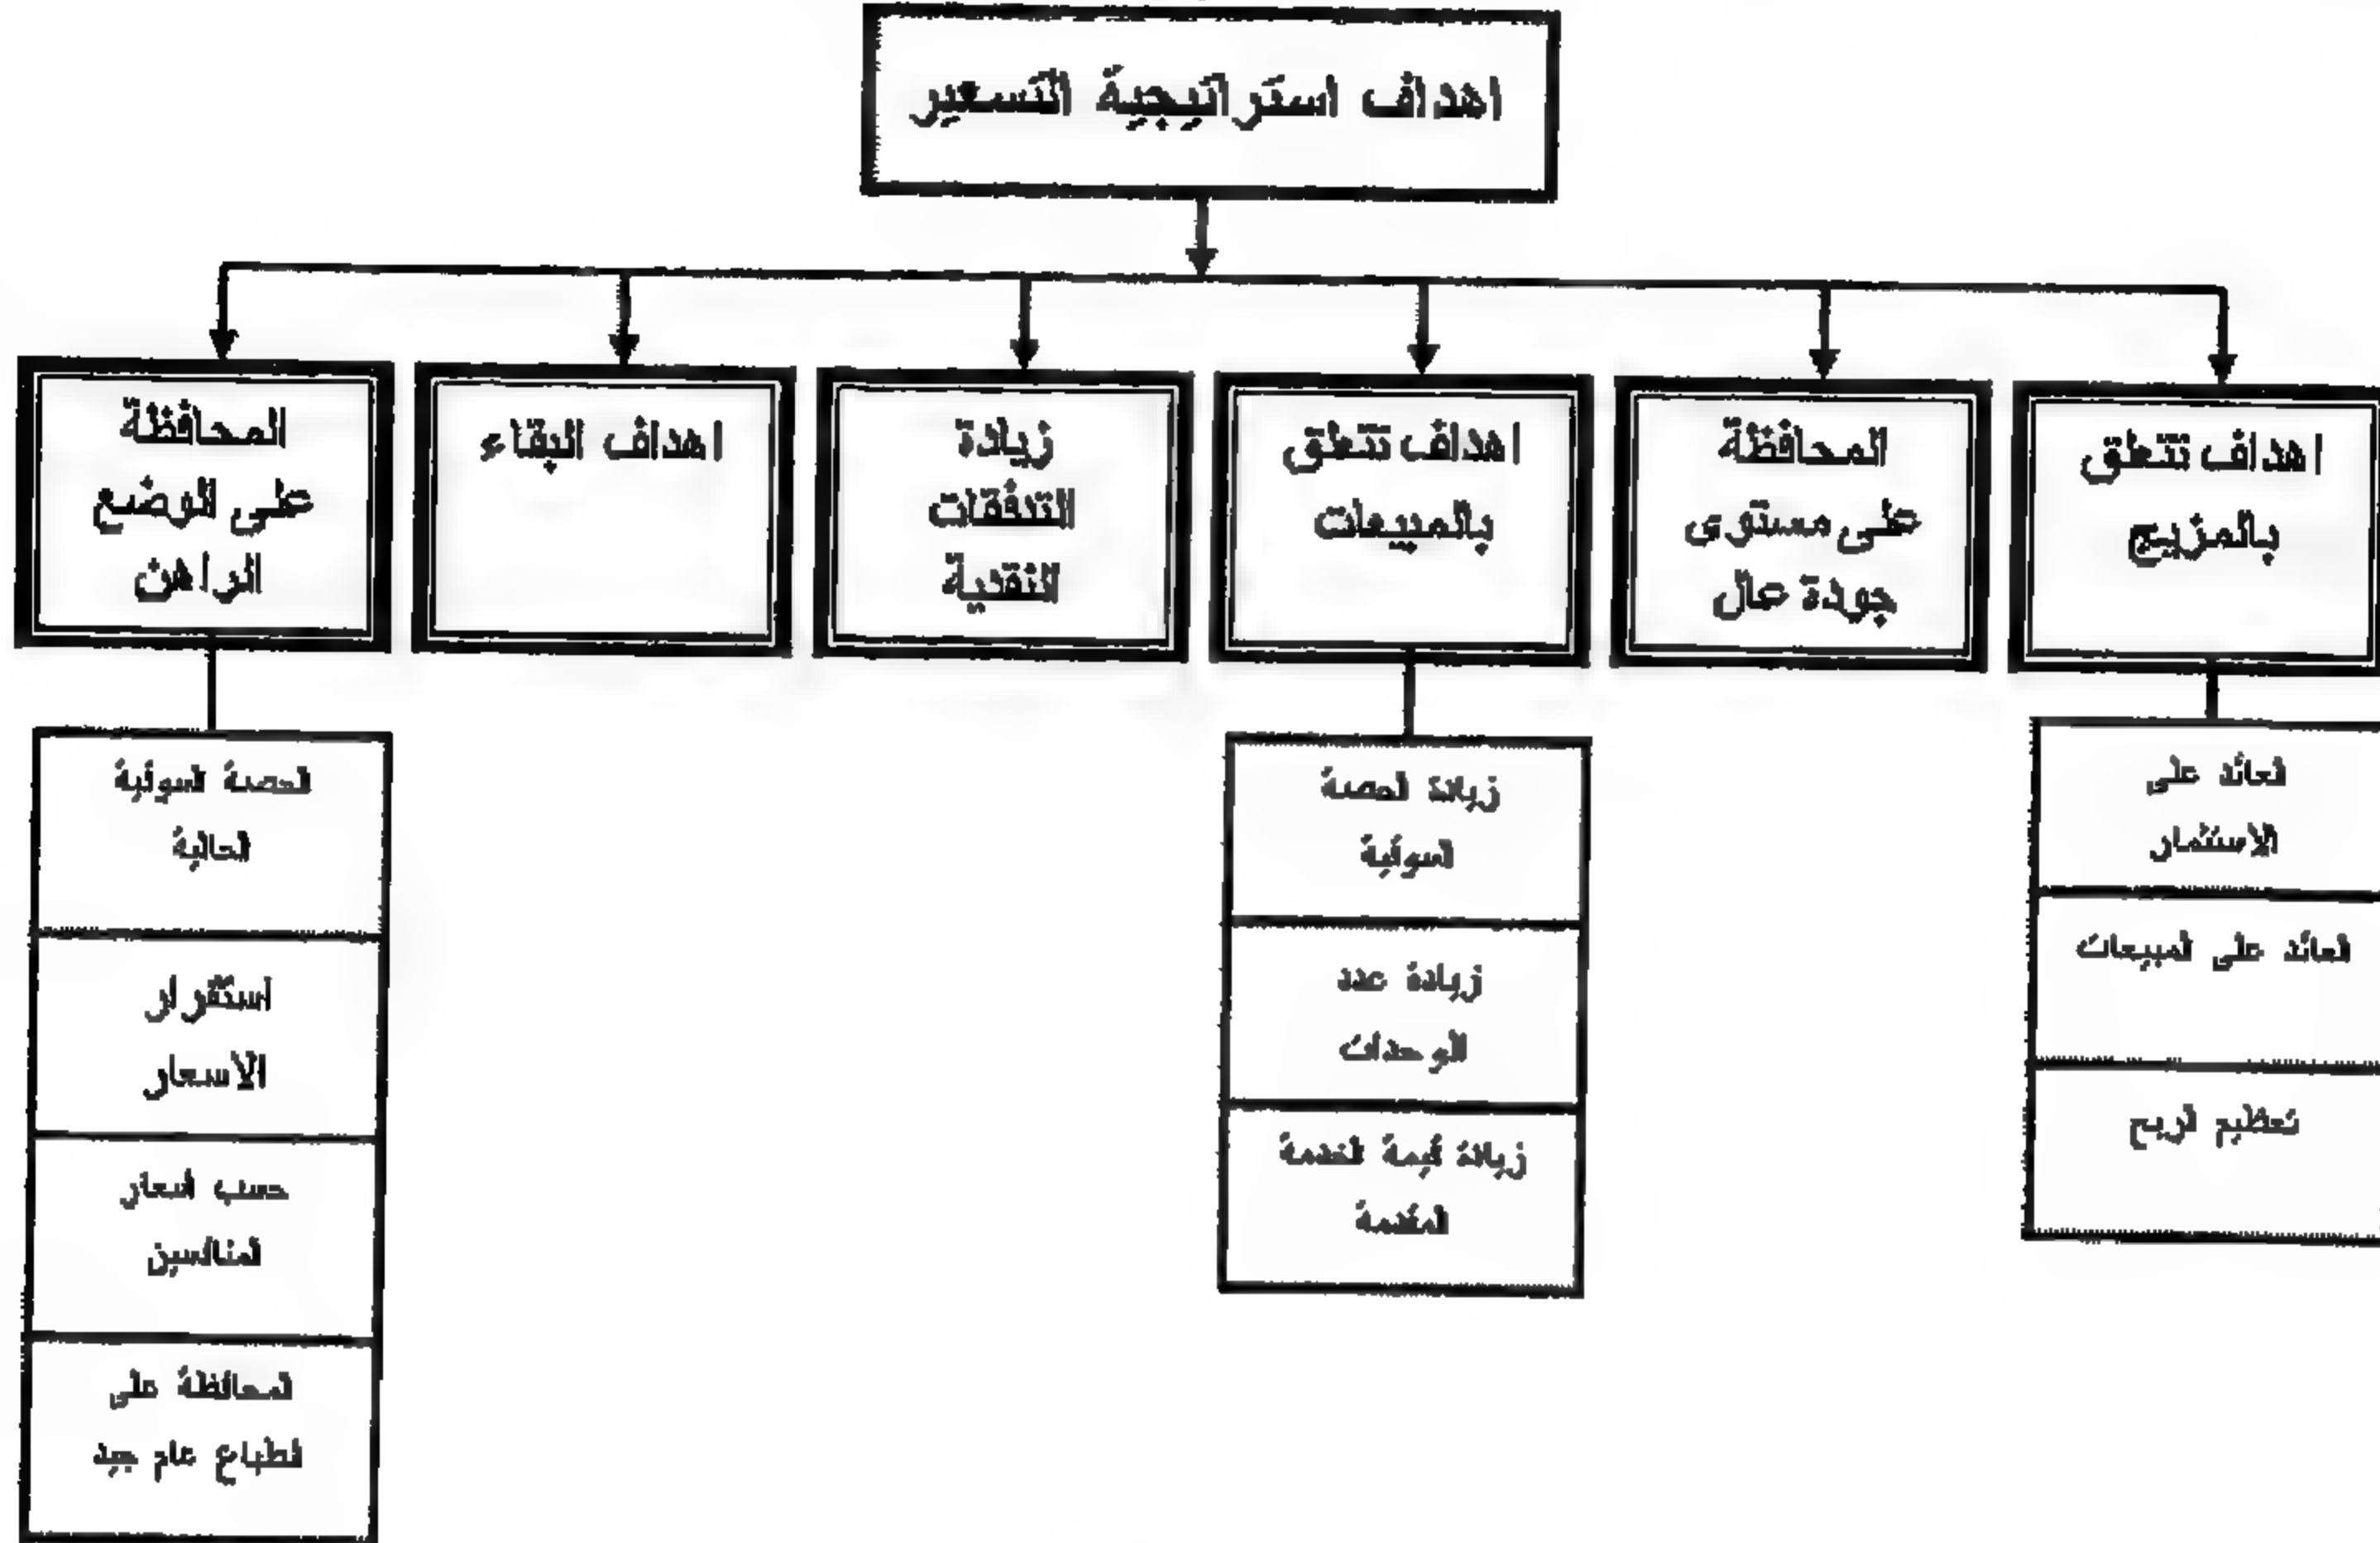 اهداف استراتيجية التسعير
اهداف تتعلق
بالمزيج
المحافظة
على مستوى
جودة عال
اهداف تتعلق
بالمبيعات
زيادة
التدفقات
النقدية
اهداف البقاء
المحافظة
على الوضع
الراهن
العائد على
الاستثمار
العائد على المبيعات
تعظيم الربح
زيادة الحصة
السوقية
زيادة عدد
الوحدات
زيادة قيمة الخدمة
المقدمة
الحصة السوقية
الحالية
استقرار
الاسعار
حسب اسعار
المنافسين
المحافظة على
انطباع عام جيد